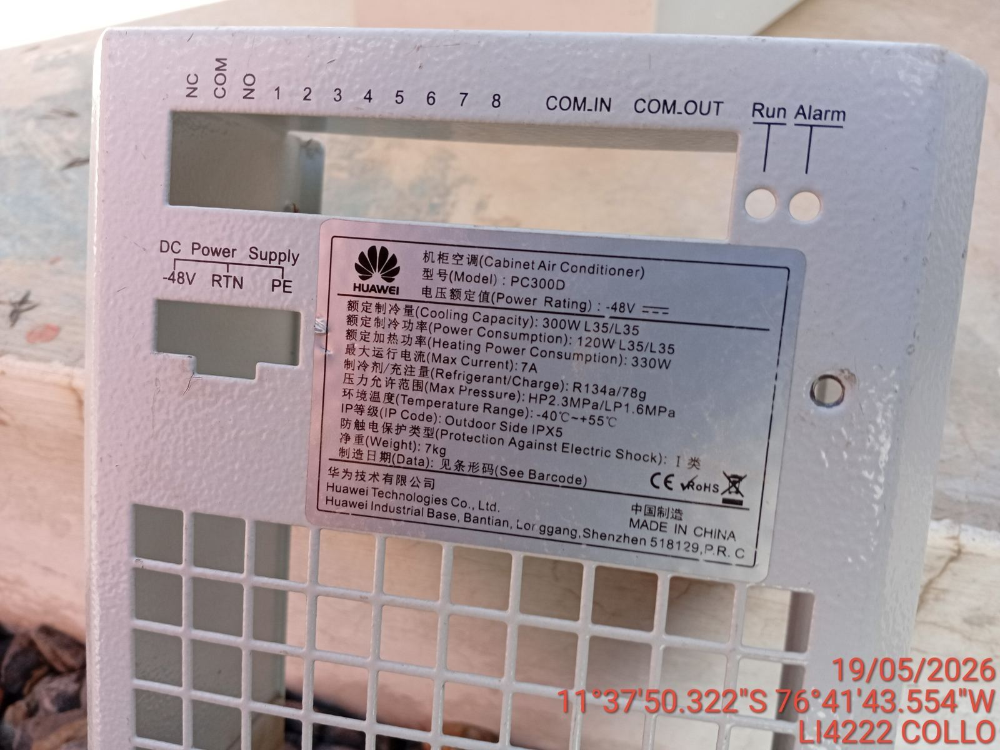 NC COM NO 1 2 3 4 5 6 7 8 COM_IN COM_OUT Run Alarm
DC Power Supply
-48V RTN PE
HUAWEI
机柜空调(Cabinet Air Conditioner)
型号(Model) : PC300D
电压额定值(Power Rating) : -48V
额定制冷量(Cooling Capacity): 300W L35/L35
额定制冷功率(Power Consumption): 120W L35/L35
额定加热功率(Heating Power Consumption): 330W
最大运行电流(Max Current): 7A
制冷剂/充注量(Refrigerant/Charge): R134a/78g
压力允许范围(Max Pressure): HP2.3MPa/LP1.6MPa
环境温度(Temperature Range): -40℃~+55℃
IP等级(IP Code): Outdoor Side IPX5
防触电保护类型(Protection Against Electric Shock): I 类
净重(Weight): 7kg
制造日期(Data): 见条形码(See Barcode)
CE RoHS
华为技术有限公司
Huawei Technologies Co., Ltd.
Huawei Industrial Base, Bantian, Lor ggang,Shenzhen 518129,P.R. C
中国制造
MADE IN CHINA
19/05/2026
11°37'50.322"S 76°41'43.554"W
LI4222 COLLO